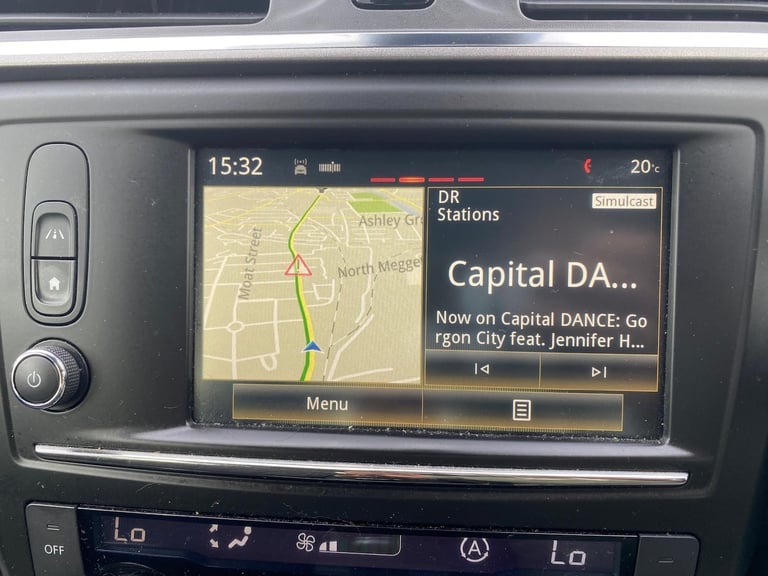 15:32
20°c
DR
Stations
Simulcast
Ashley Gr
Moat Street
North Megge
Capital DA...
Now on Capital DANCE: Go
rgon City feat. Jennifer H...
Menu
OFF
Lo
A
Lo